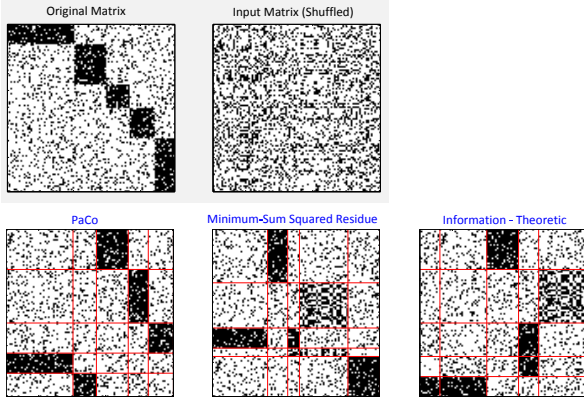 Original Matrix
Input Matrix (Shuffled)
PaCo
Minimum-Sum Squared Residue
Information - Theoretic